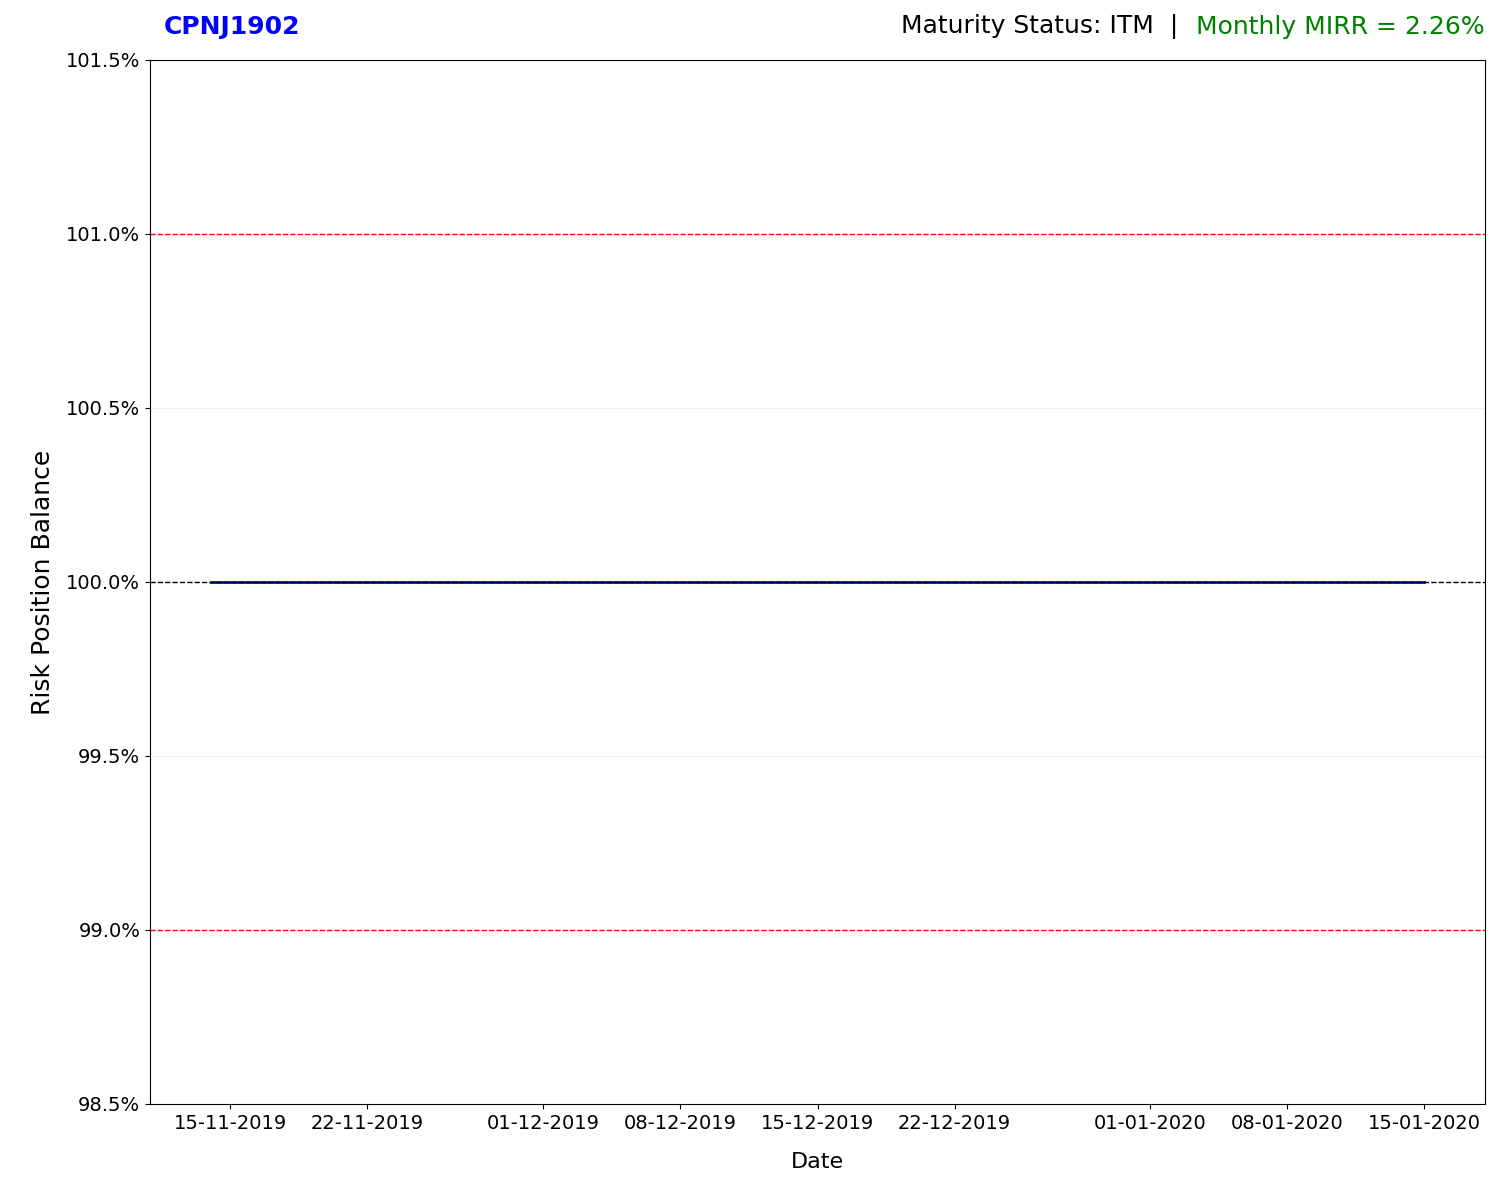 CPNJ1902
Maturity Status: ITM | Monthly MIRR = 2.26%
101.5%
101.0%
100.5%
100.0%
99.5%
99.0%
98.5%
Risk Position Balance
15-11-2019 22-11-2019 01-12-2019 08-12-2019 15-12-2019 22-12-2019 01-01-2020 08-01-2020 15-01-2020
Date